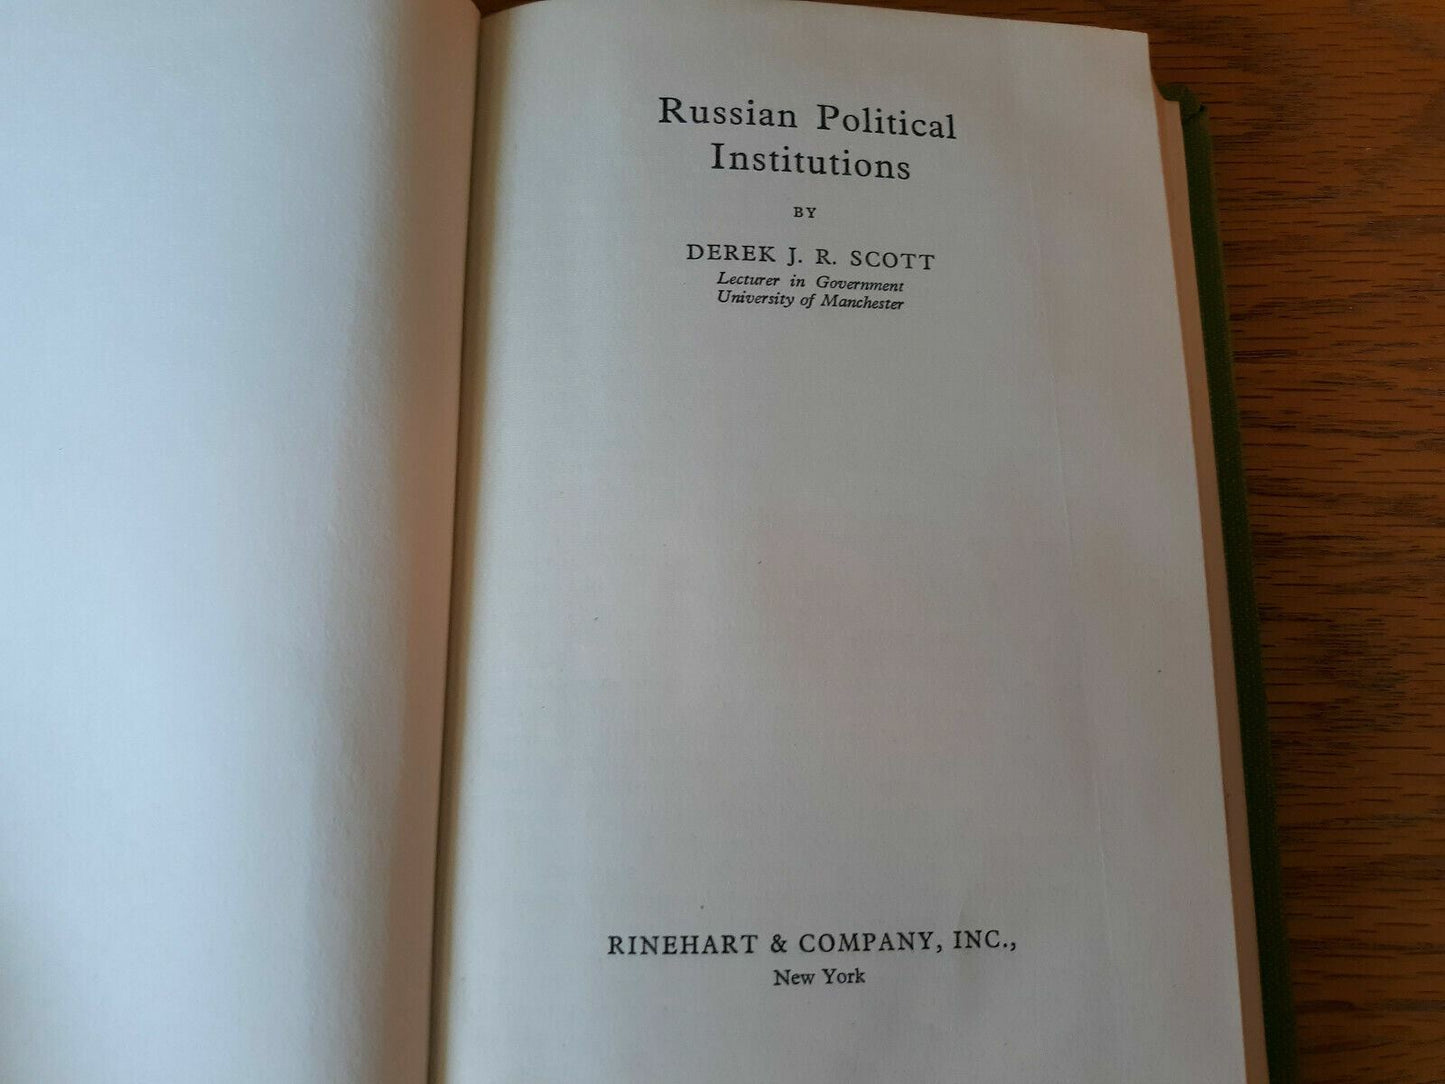 Russian Political
Institutions
BY
DEREK J. R. SCOTT
Lecturer in Government
University of Manchester
RINEHART & COMPANY, INC.,
New York